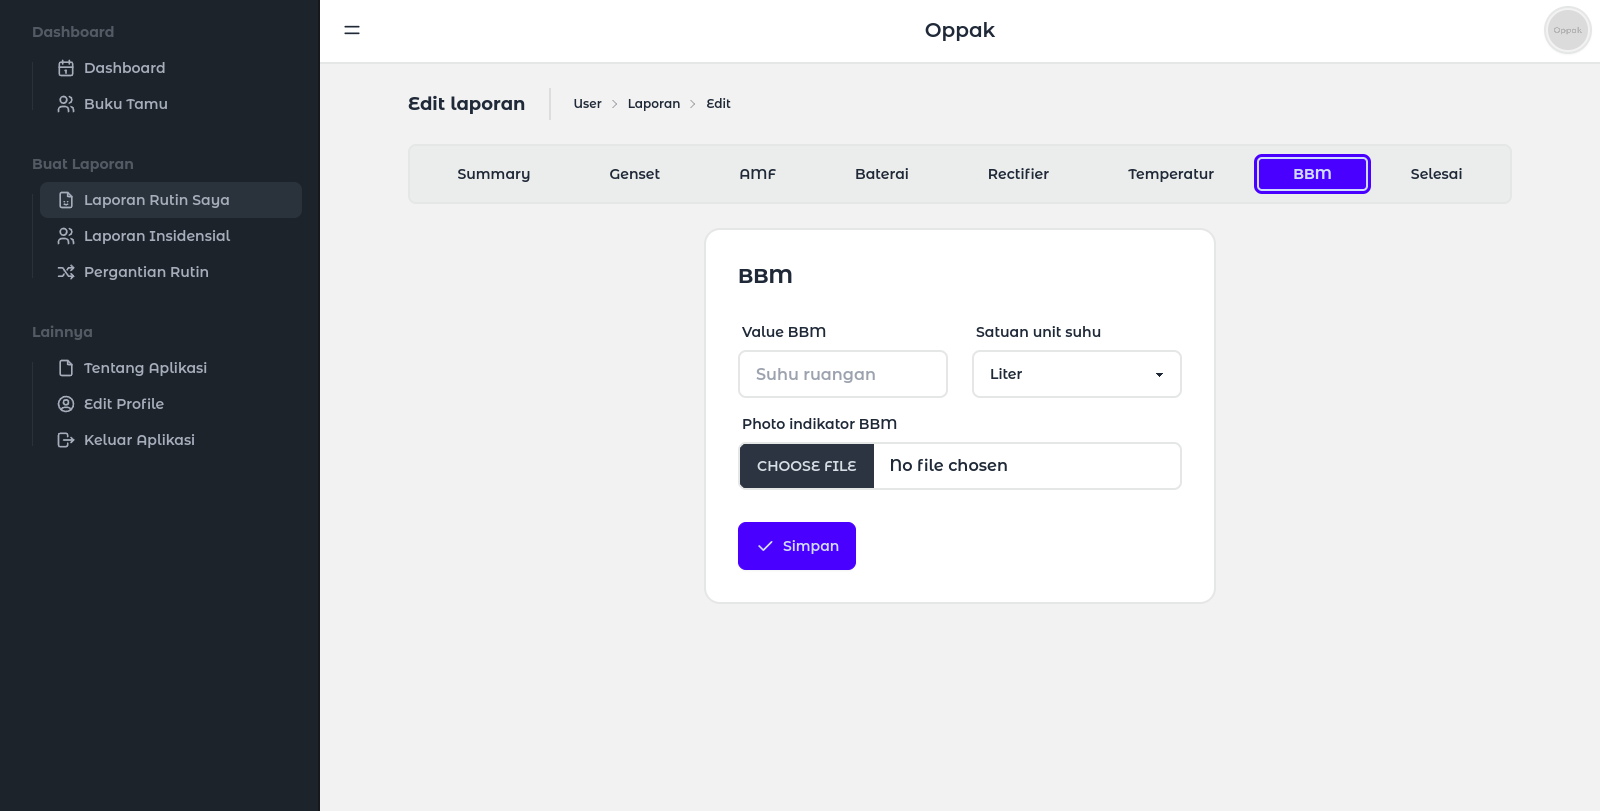 Dashboard
Dashboard
Buku Tamu
Buat Laporan
Laporan Rutin Saya
Laporan Insidensial
Pergantian Rutin
Lainnya
Tentang Aplikasi
Edit Profile
Keluar Aplikasi
Oppak
Oppak
Edit laporan
User > Laporan > Edit
Summary Genset AMF Baterai Rectifier Temperatur BBM Selesai
BBM
Value BBM Satuan unit suhu
Suhu ruangan Liter
Photo indikator BBM
CHOOSE FILE No file chosen
Simpan